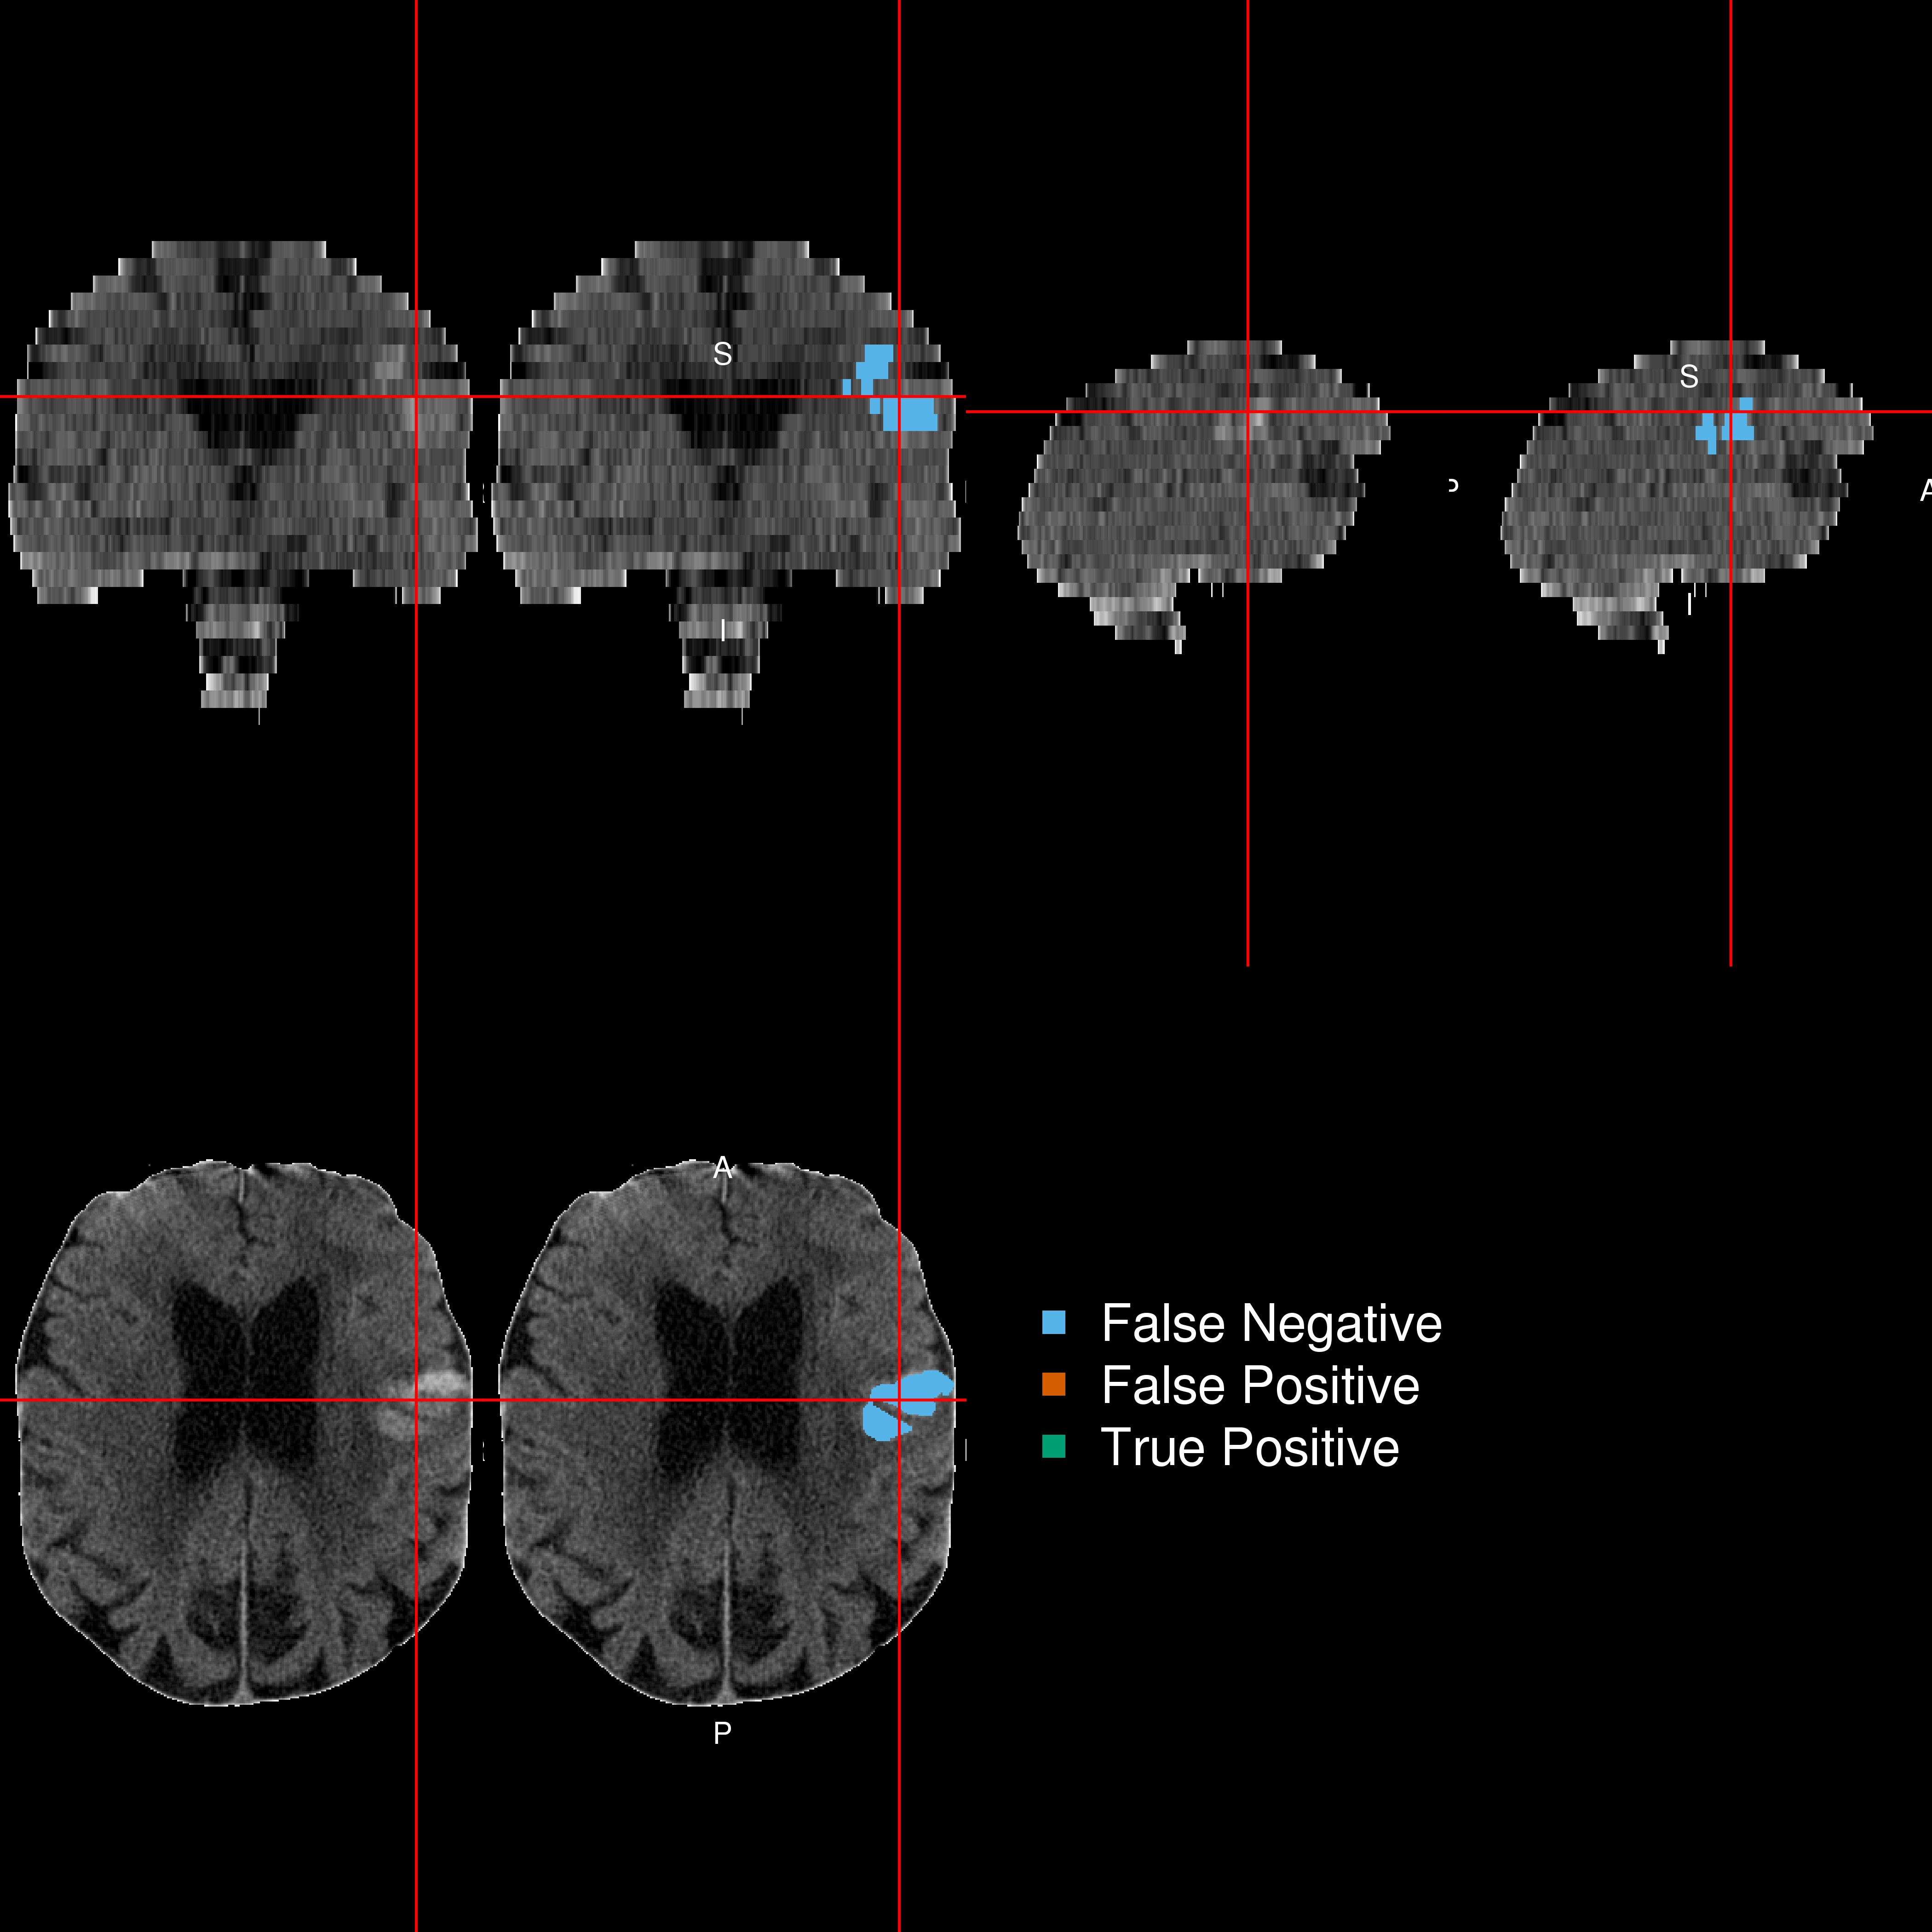 S
S
P
A
I
I
A
False Negative
False Positive
True Positive
P